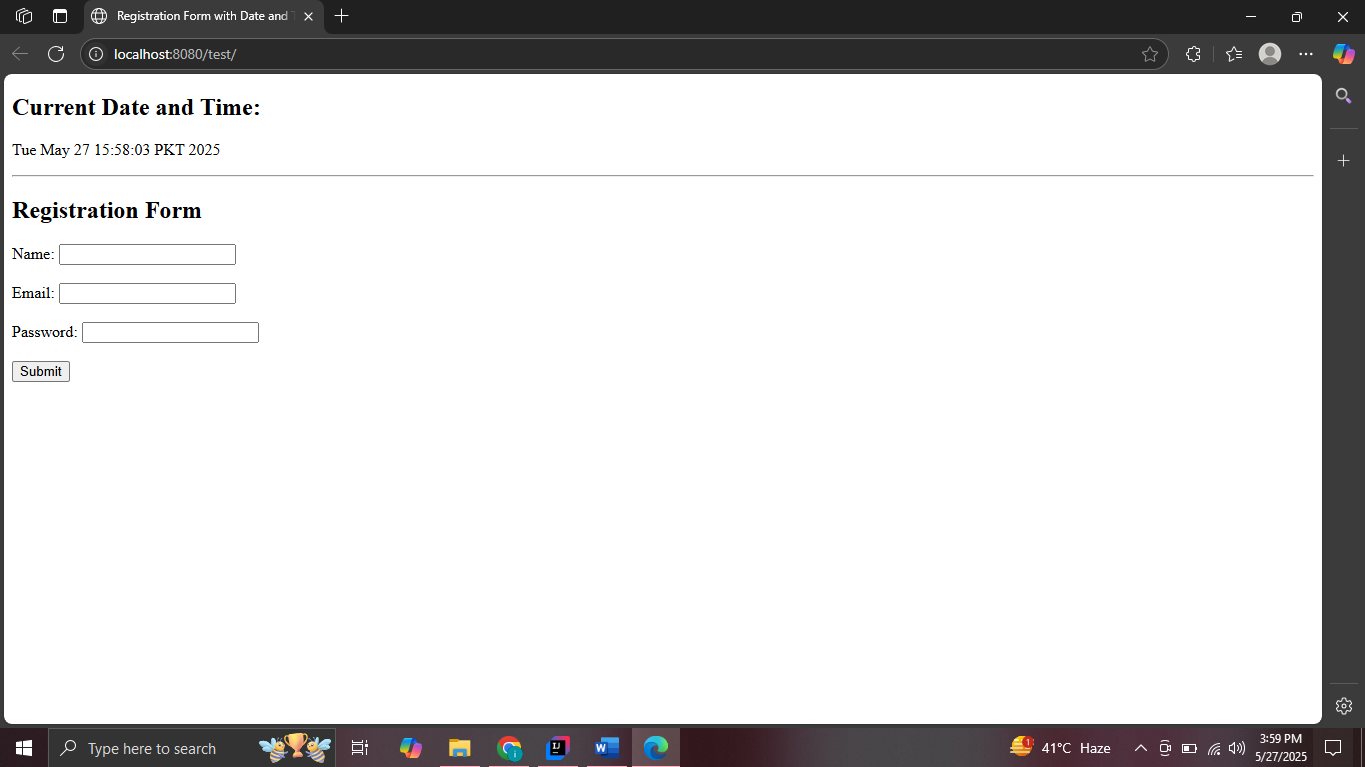 Registration Form with Date and T
localhost:8080/test/
Current Date and Time:
Tue May 27 15:58:03 PKT 2025
Registration Form
Name:
Email:
Password:
Submit
Type here to search
1
41°C Haze
3:59 PM
5/27/2025